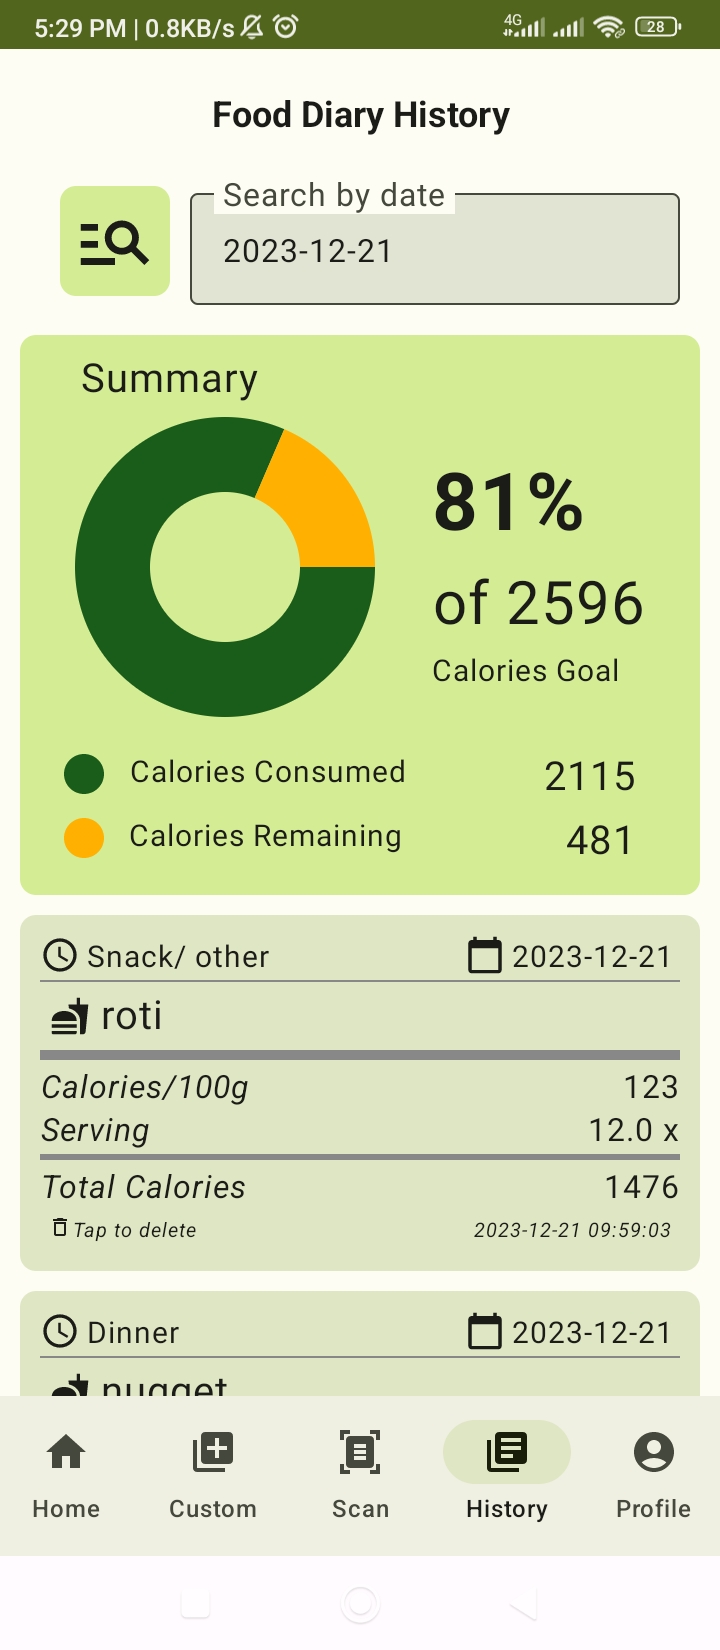 5:29 PM | 0.8KB/s 4G 28
Food Diary History
Search by date
2023-12-21
Summary
81%
of 2596
Calories Goal
Calories Consumed 2115
Calories Remaining 481
Snack/ other 2023-12-21
roti
Calories/100g 123
Serving 12.0 x
Total Calories 1476
Tap to delete 2023-12-21 09:59:03
Dinner 2023-12-21
nugget
Home Custom Scan History Profile